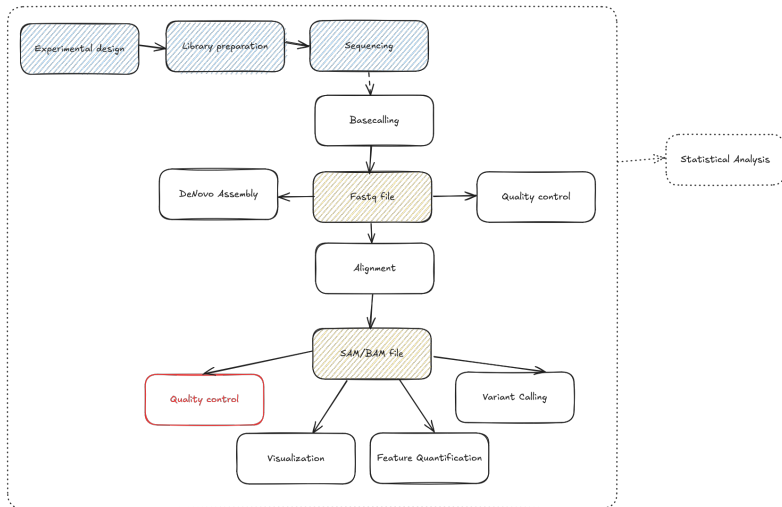 Experimental design
Library preparation
Sequencing
Basecalling
Statistical Analysis
DeNovo Assembly
Fastq file
Quality control
Alignment
SAM/BAM file
Quality control
Variant Calling
Visualization
Feature Quantification